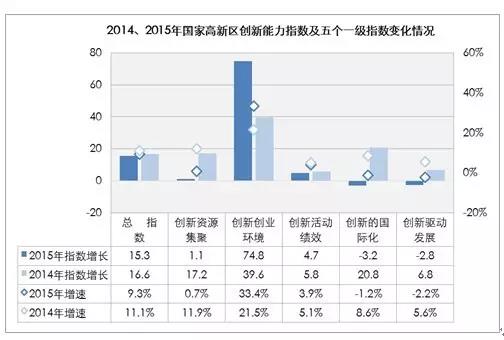 2014、2015年国家高新区创新能力指数及五个一级指数变化情况
80 60%
60
40%
40
20%
20
0%
0
-20 -20%
总 指数 创新资源集聚 创新创业环境 创新活动绩效 创新的国际化 创新驱动发展
2015年指数增长 15.3 1.1 74.8 4.7 -3.2 -2.8
2014年指数增长 16.6 17.2 39.6 5.8 20.8 6.8
2015年增速 9.3% 0.7% 33.4% 3.9% -1.2% -2.2%
2014年增速 11.1% 11.9% 21.5% 5.1% 8.6% 5.6%